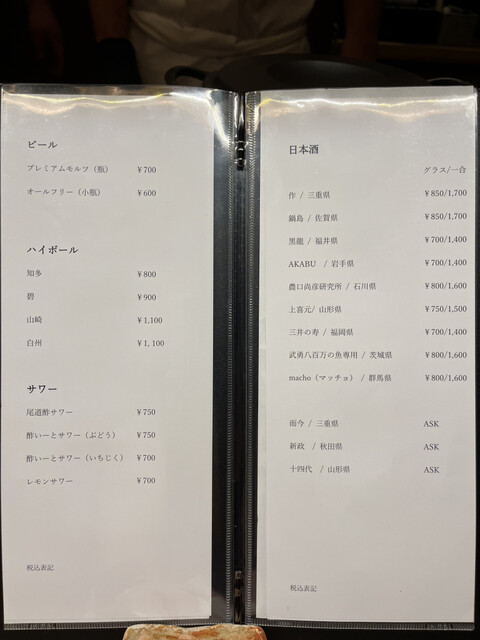 ビール
プレミアムモルツ（瓶） ￥700
オールフリー（小瓶） ￥600
ハイボール
知多 ￥800
碧 ￥900
山崎 ￥1,100
白州 ￥1,100
サワー
尾道酢サワー ￥750
酢いーとサワー（ぶどう） ￥750
酢いーとサワー（いちじく） ￥700
レモンサワー ￥700
税込表記
日本酒
グラス/一合
作 / 三重県 ￥850/1,700
鍋島 / 佐賀県 ￥850/1,700
黒龍 / 福井県 ￥700/1,400
AKABU / 岩手県 ￥700/1,400
農口尚彦研究所 / 石川県 ￥800/1,600
上喜元/ 山形県 ￥750/1,500
三井の寿 / 福岡県 ￥700/1,400
武勇八百万の魚専用 / 茨城県 ￥800/1,600
macho（マッチョ） / 群馬県 ￥800/1,600
而今 / 三重県 ASK
新政 / 秋田県 ASK
十四代 / 山形県 ASK
税込表記